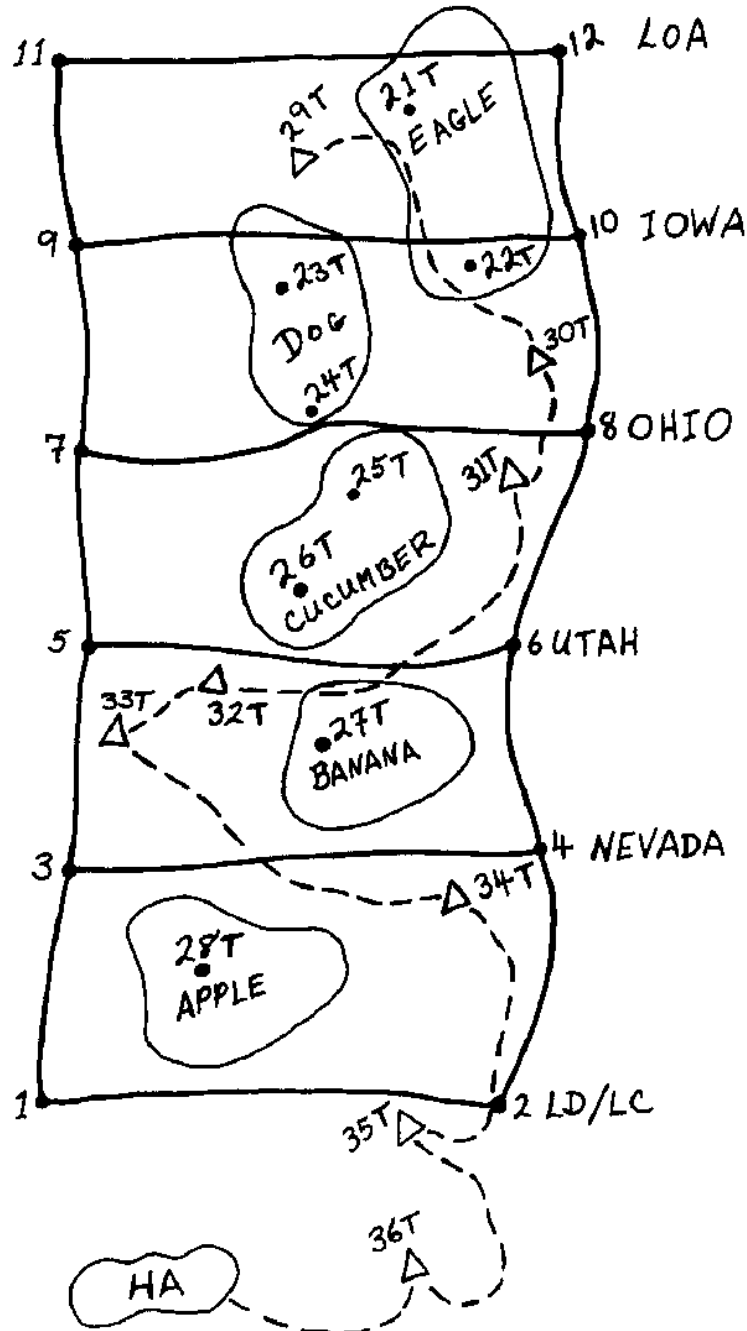 11
12 LOA
21T
EAGLE
29T
9
10 IOWA
22T
23T
DOG
24T
30T
7
8 OHIO
25T
31T
26T
CUCUMBER
5
6 UTAH
33T
32T
27T
BANANA
3
4 NEVADA
34T
28T
APPLE
1
2 LD/LC
35T
36T
HA